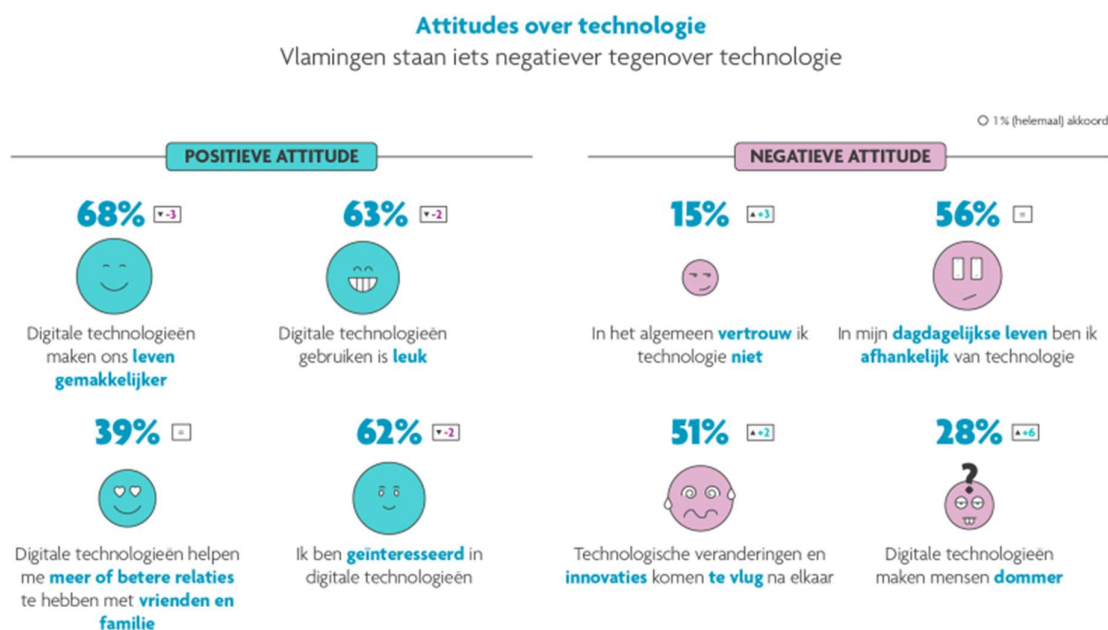 Attitudes over technologie
Vlamingen staan iets negatiever tegenover technologie
1% (helemaal) akkoord
POSITIEVE ATTITUDE
68% ▼-3
Digitale technologieën
maken ons leven
gemakkelijker
63% ▼-2
Digitale technologieën
gebruiken is leuk
39% =
Digitale technologieën helpen
me meer of betere relaties
te hebben met vrienden en
familie
62% ▼-2
Ik ben geïnteresseerd in
digitale technologieën
NEGATIEVE ATTITUDE
15% ▲+3
In het algemeen vertrouw ik
technologie niet
56% =
In mijn dagdagelijkse leven ben ik
afhankelijk van technologie
51% ▲+2
Technologische veranderingen en
innovaties komen te vlug na elkaar
28% ▲+6
?
Digitale technologieën
maken mensen dommer